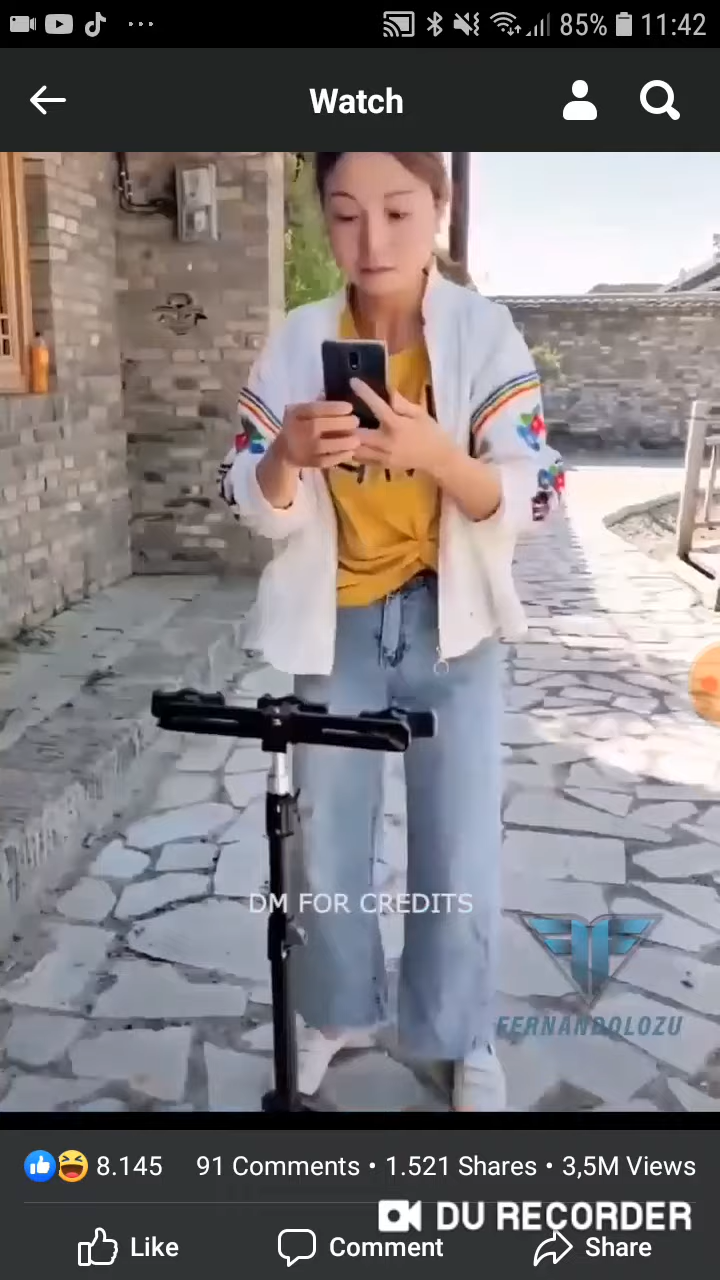 85% 11:42
Watch
DM FOR CREDITS
FERNANDOLOZU
8.145 91 Comments • 1.521 Shares • 3,5M Views
DU RECORDER
Like Comment Share